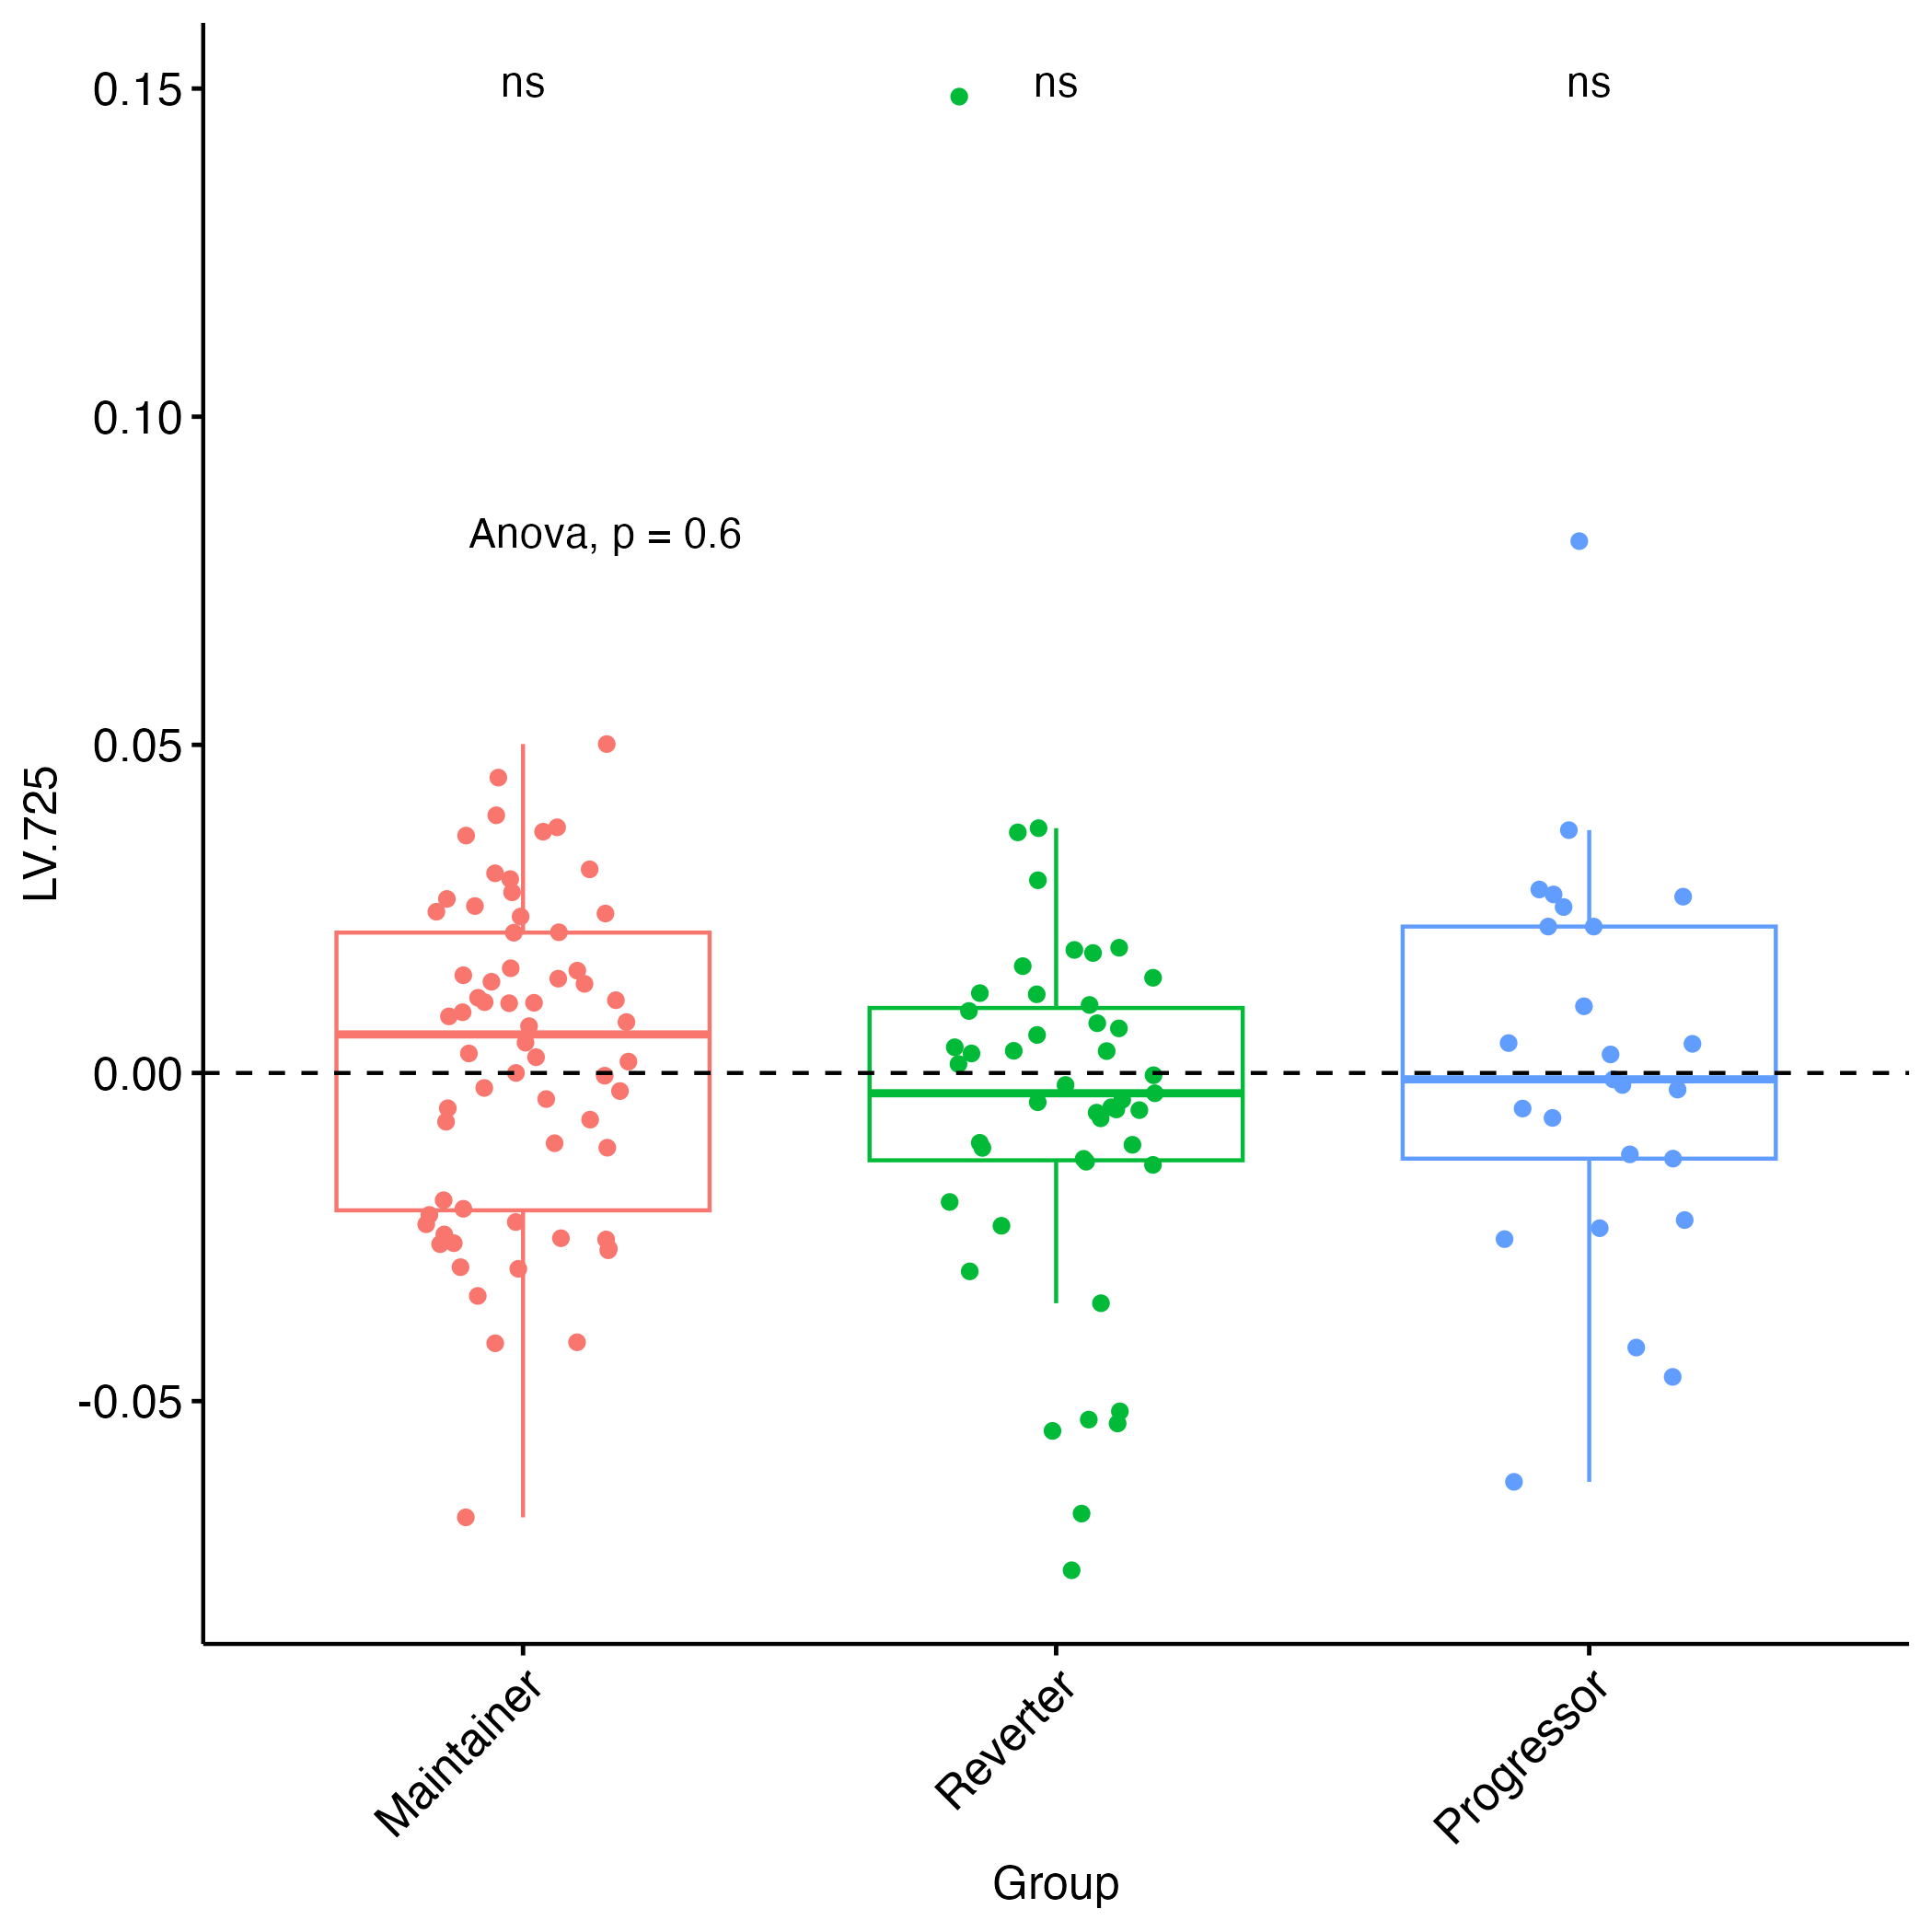 ns ns ns
0.15
0.10
Anova, p = 0.6
0.05
LV.725
0.00
-0.05
Maintainer Reverter Progressor
Group